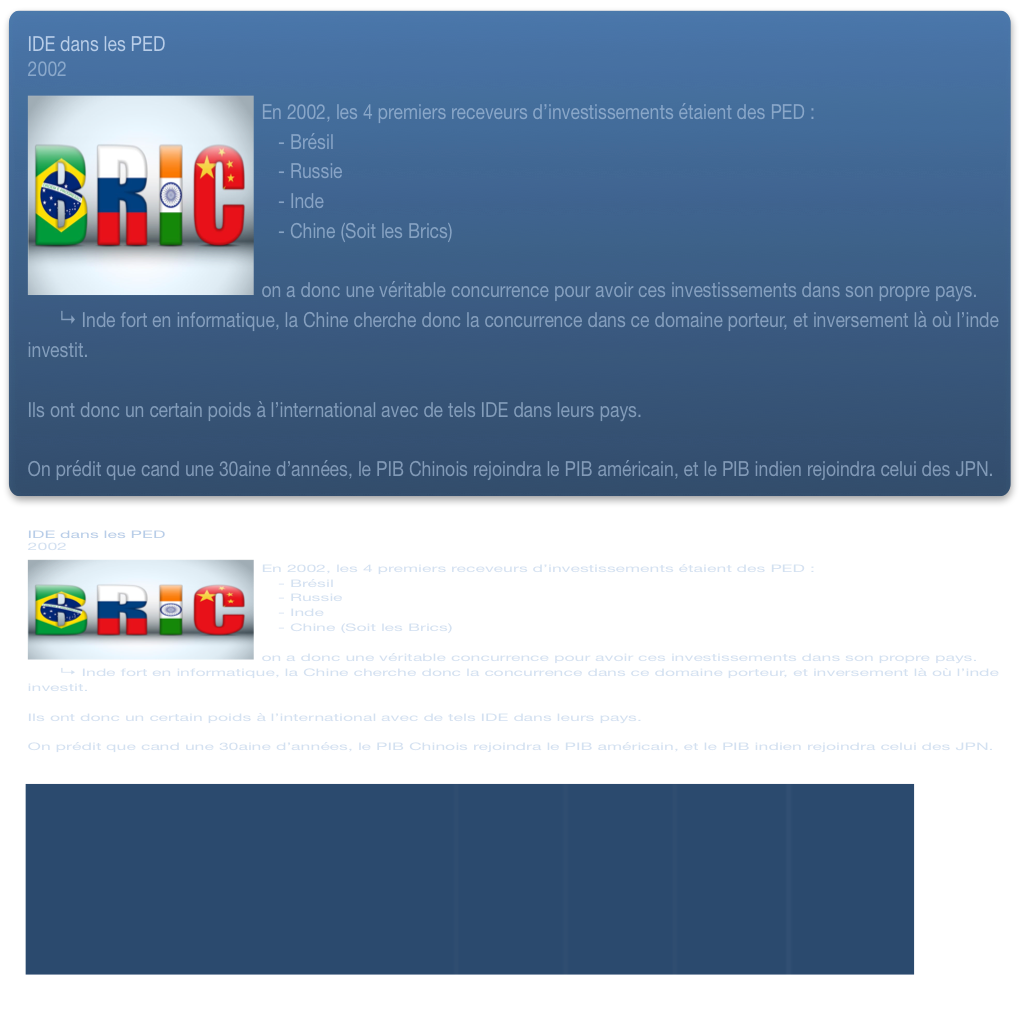 IDE dans les PED
2002
BRIC
En 2002, les 4 premiers receveurs d’investissements étaient des PED :
- Brésil
- Russie
- Inde
- Chine (Soit les Brics)
on a donc une véritable concurrence pour avoir ces investissements dans son propre pays.
↳ Inde fort en informatique, la Chine cherche donc la concurrence dans ce domaine porteur, et inversement là où l’inde
investit.
Ils ont donc un certain poids à l’international avec de tels IDE dans leurs pays.
On prédit que cand une 30aine d’années, le PIB Chinois rejoindra le PIB américain, et le PIB indien rejoindra celui des JPN.
IDE dans les PED
2002
BRIC
En 2002, les 4 premiers receveurs d’investissements étaient des PED :
- Brésil
- Russie
- Inde
- Chine (Soit les Brics)
on a donc une véritable concurrence pour avoir ces investissements dans son propre pays.
↳ Inde fort en informatique, la Chine cherche donc la concurrence dans ce domaine porteur, et inversement là où l’inde
investit.
Ils ont donc un certain poids à l’international avec de tels IDE dans leurs pays.
On prédit que cand une 30aine d’années, le PIB Chinois rejoindra le PIB américain, et le PIB indien rejoindra celui des JPN.